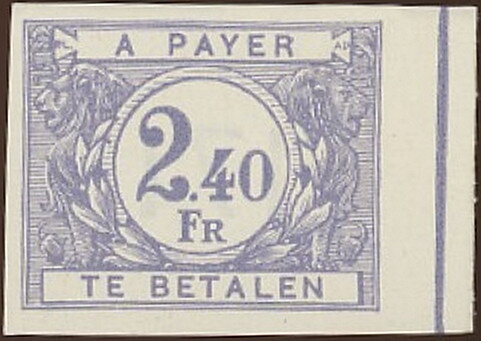 A PAYER
2.40
FR
TE BETALEN